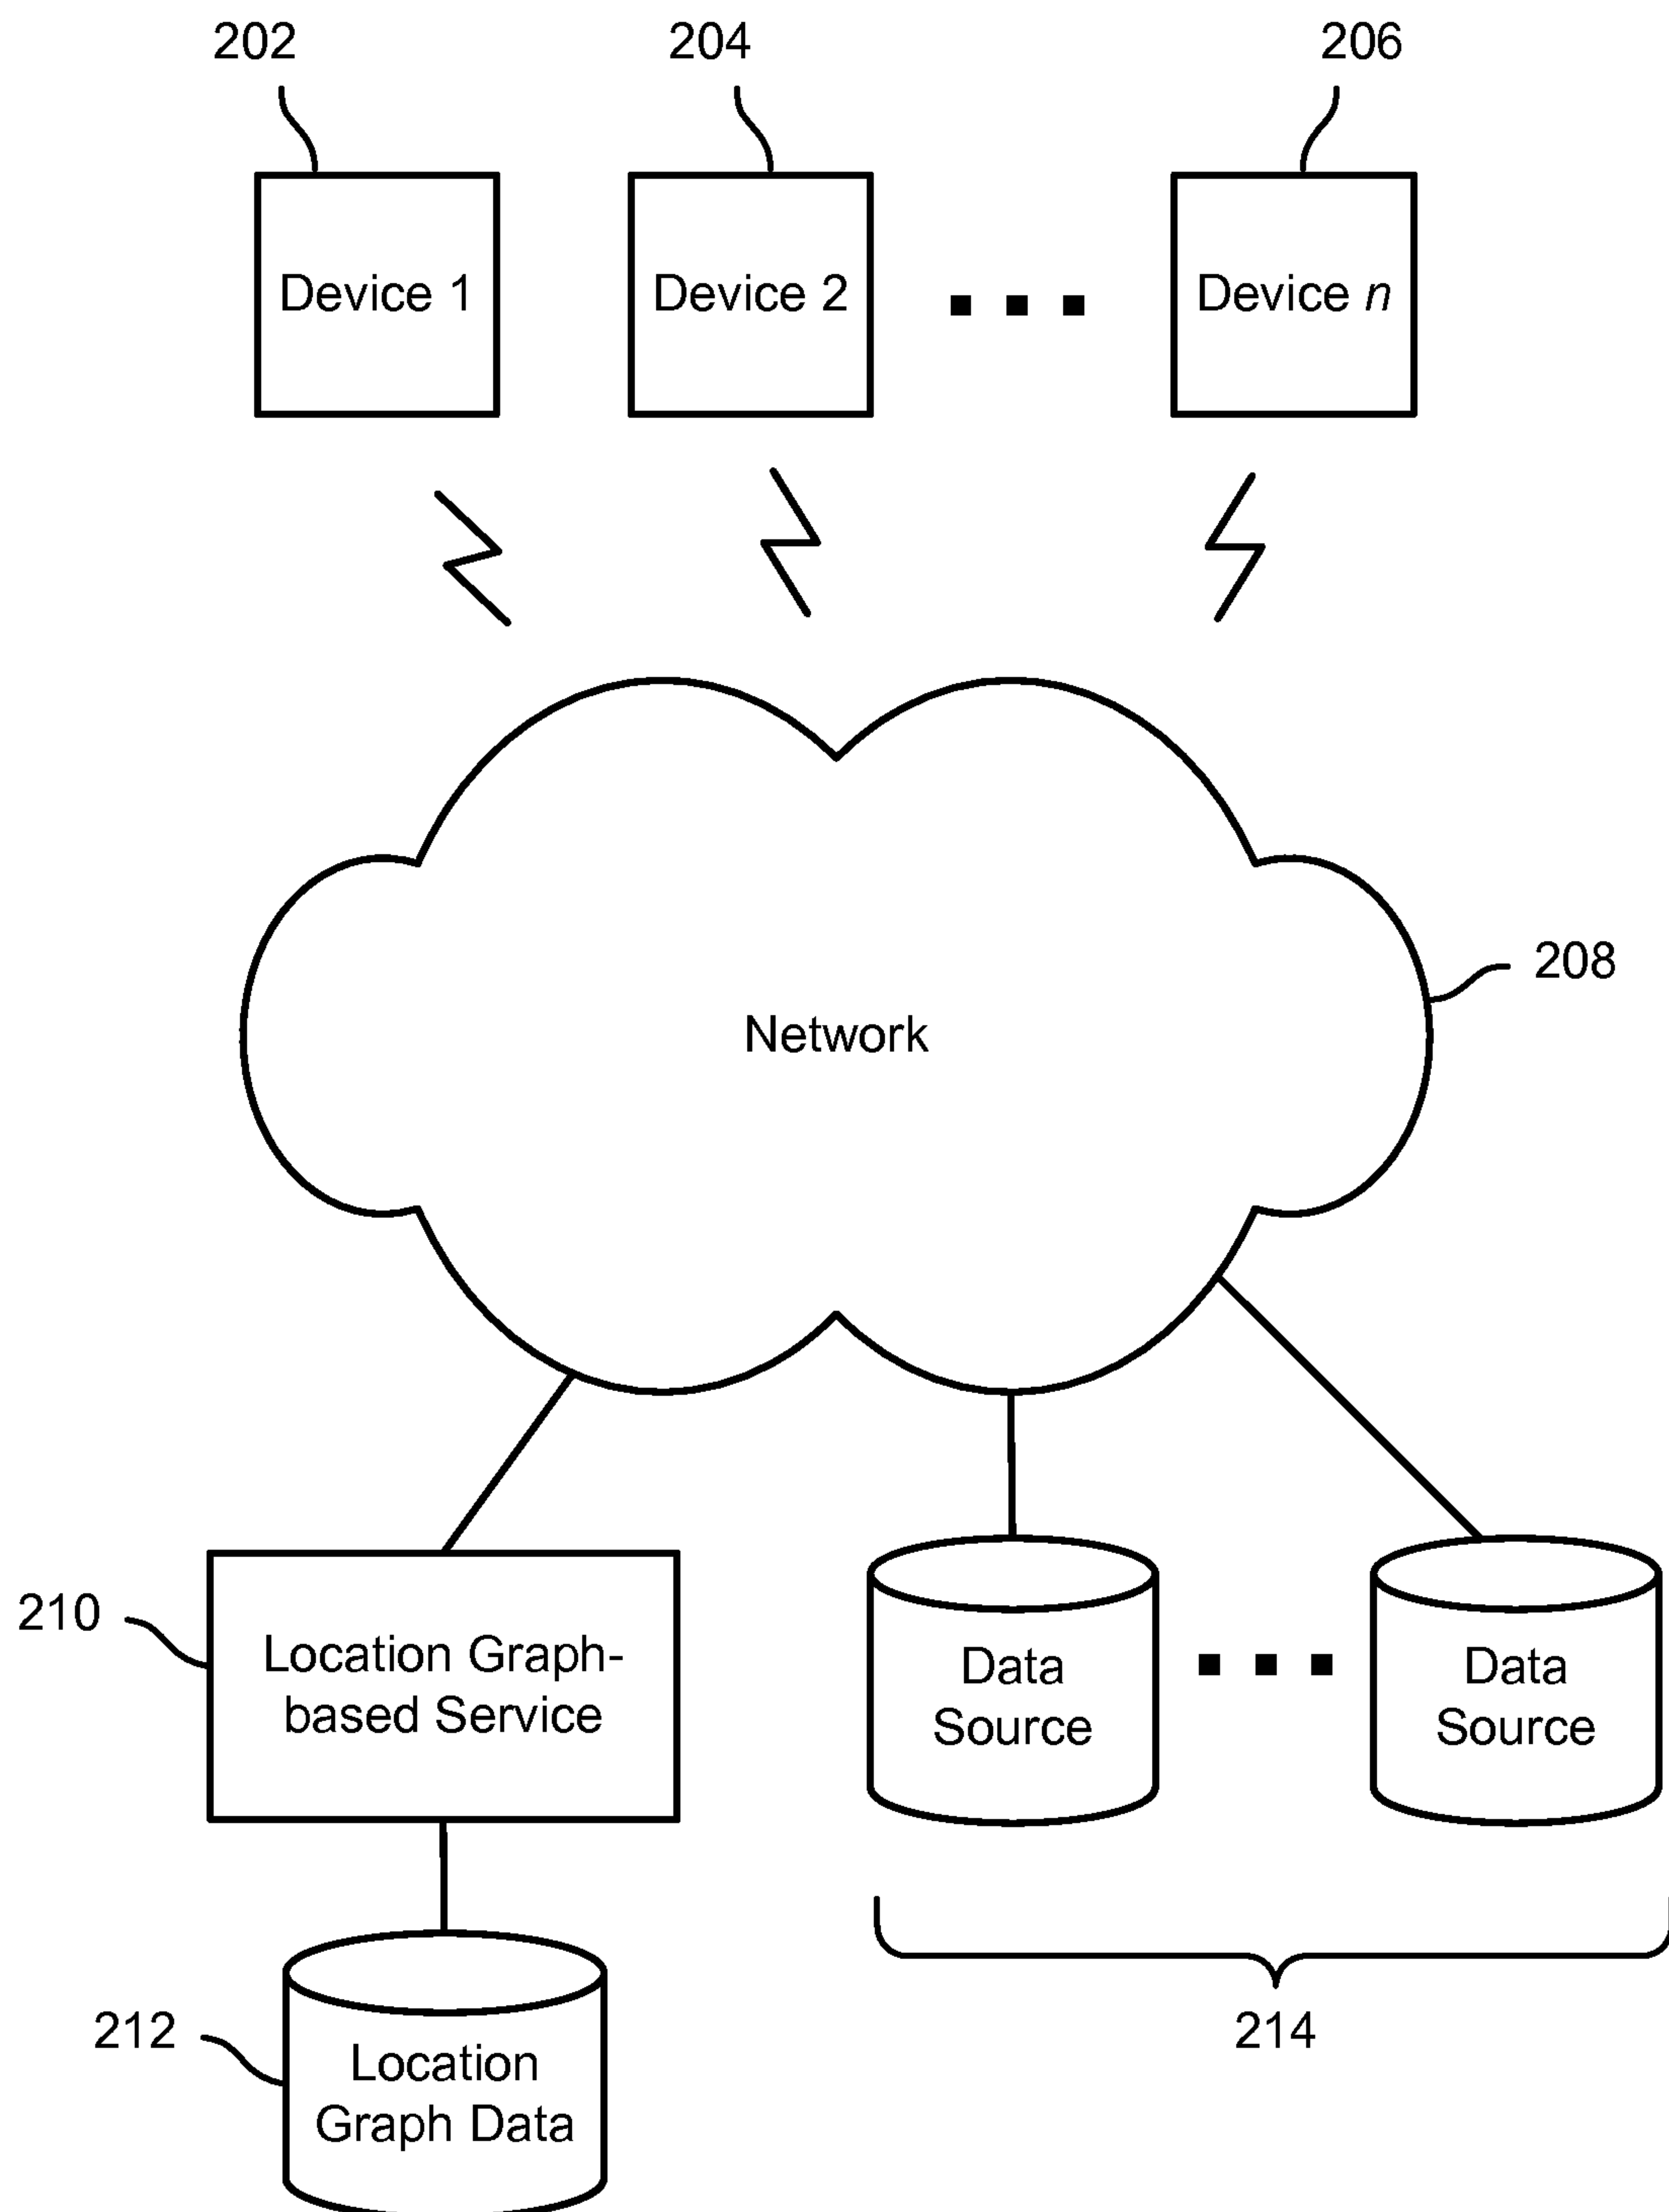 202
204
206
Device 1
Device 2
Device n
208
Network
210
Location Graph-
based Service
Data
Source
Data
Source
212
214
Location
Graph Data